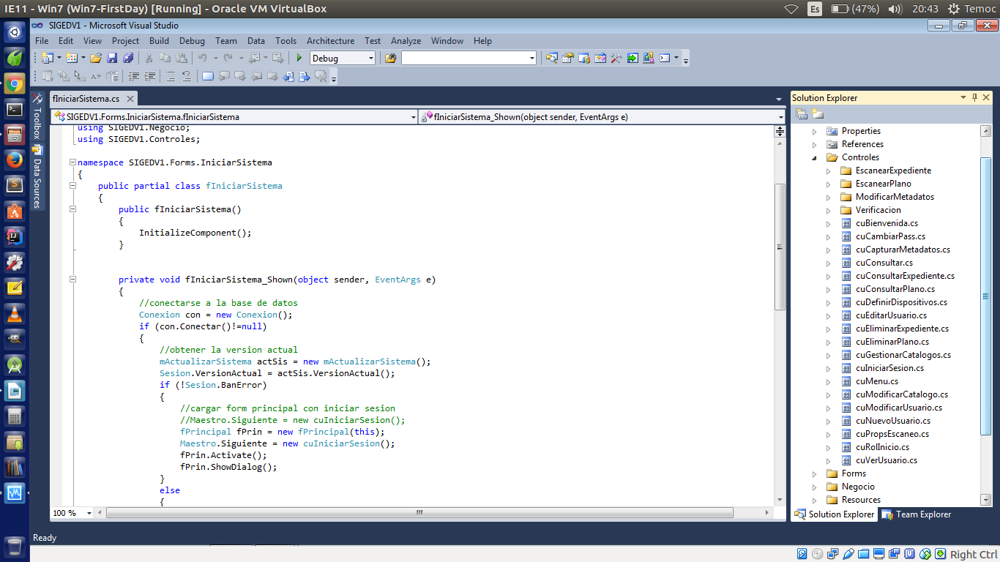 IE11 - Win7 (Win7-FirstDay) [Running] - Oracle VM VirtualBox
Es (47%) 20:43 Temoc
SIGEDV1 - Microsoft Visual Studio
File Edit View Project Build Debug Team Data Tools Architecture Test Analyze Window Help
Debug
fIniciarSistema.cs
SIGEDV1.Forms.IniciarSistema.fIniciarSistema
fIniciarSistema_Shown(object sender, EventArgs e)
Toolbox
Data Sources
using SIGEDV1.Negocio;
using SIGEDV1.Controles;
namespace SIGEDV1.Forms.IniciarSistema
{
public partial class fIniciarSistema
{
public fIniciarSistema()
{
InitializeComponent();
}
private void fIniciarSistema_Shown(object sender, EventArgs e)
{
//conectarse a la base de datos
Conexion con = new Conexion();
if (con.Conectar()!=null)
{
//obtener la version actual
mActualizarSistema actSis = new mActualizarSistema();
Sesion.VersionActual = actSis.VersionActual();
if (!Sesion.BanError)
{
//cargar form principal con iniciar sesion
//Maestro.Siguiente = new cuIniciarSesion();
fPrincipal fPrin = new fPrincipal(this);
Maestro.Siguiente = new cuIniciarSesion();
fPrin.Activate();
fPrin.ShowDialog();
}
else
{
100 %
Solution Explorer
Properties
References
Controles
EscanearExpediente
EscanearPlano
ModificarMetadatos
Verificacion
cuBienvenida.cs
cuCambiarPass.cs
cuCapturarMetadatos.cs
cuConsultar.cs
cuConsultarExpediente.cs
cuConsultarPlano.cs
cuDefinirDispositivos.cs
cuEditarUsuario.cs
cuEliminarExpediente.cs
cuEliminarPlano.cs
cuGestionarCatalogos.cs
cuIniciarSesion.cs
cuMenu.cs
cuModificarCatalogo.cs
cuModificarUsuario.cs
cuNuevoUsuario.cs
cuPropsEscaneo.cs
cuRolInicio.cs
cuVerUsuario.cs
Forms
Negocio
Resources
Solution Explorer Team Explorer
Ready
Right Ctrl